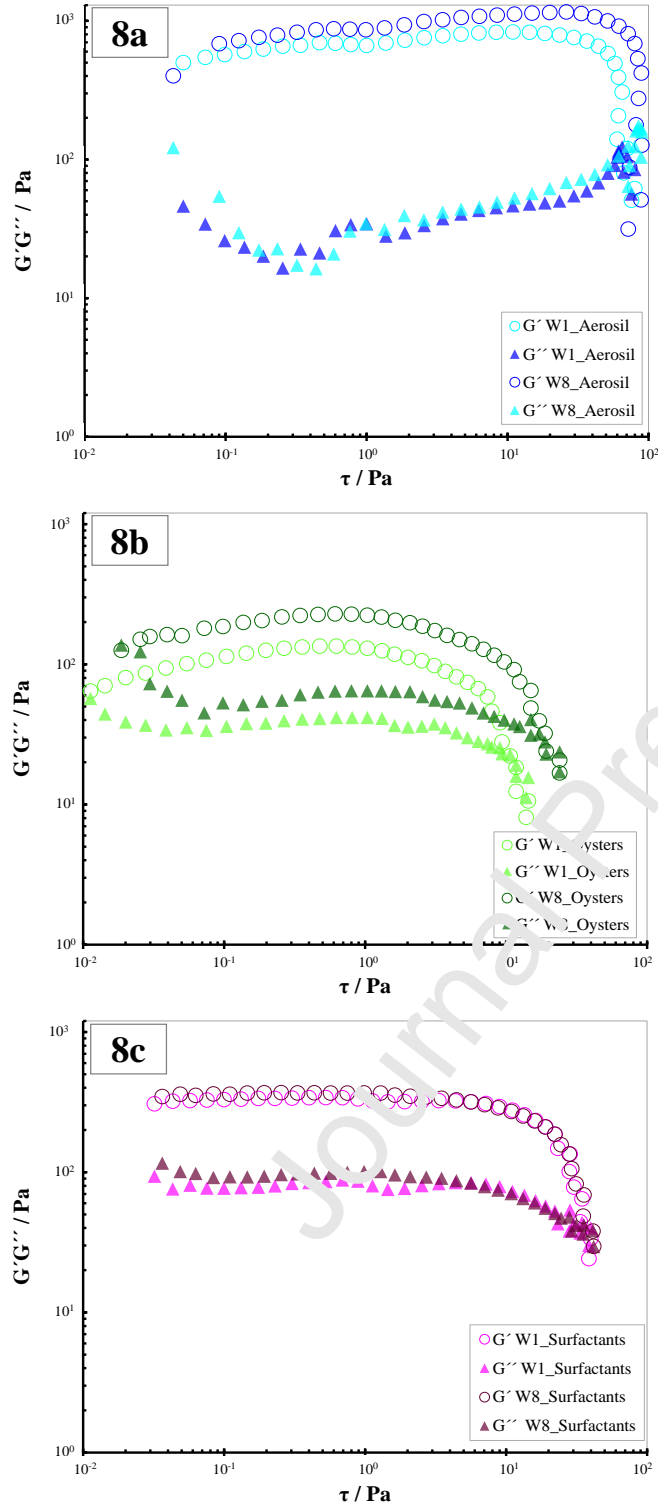 8a
10³
10²
10¹
10⁰
G′G′′ / Pa
G′ W1_Aerosil
G′′ W1_Aerosil
G′ W8_Aerosil
G′′ W8_Aerosil
10⁻² 10⁻¹ 10⁰ 10¹ 10²
τ / Pa
8b
10³
10²
10¹
10⁰
G′G′′ / Pa
G′ W1_Oysters
G′′ W1_Oysters
G′ W8_Oysters
G′′ W8_Oysters
10⁻² 10⁻¹ 10⁰ 10¹ 10²
τ / Pa
8c
10³
10²
10¹
10⁰
G′G′′ / Pa
G′ W1_Surfactants
G′′ W1_Surfactants
G′ W8_Surfactants
G′′ W8_Surfactants
10⁻² 10⁻¹ 10⁰ 10¹ 10²
τ / Pa
Journal Pre